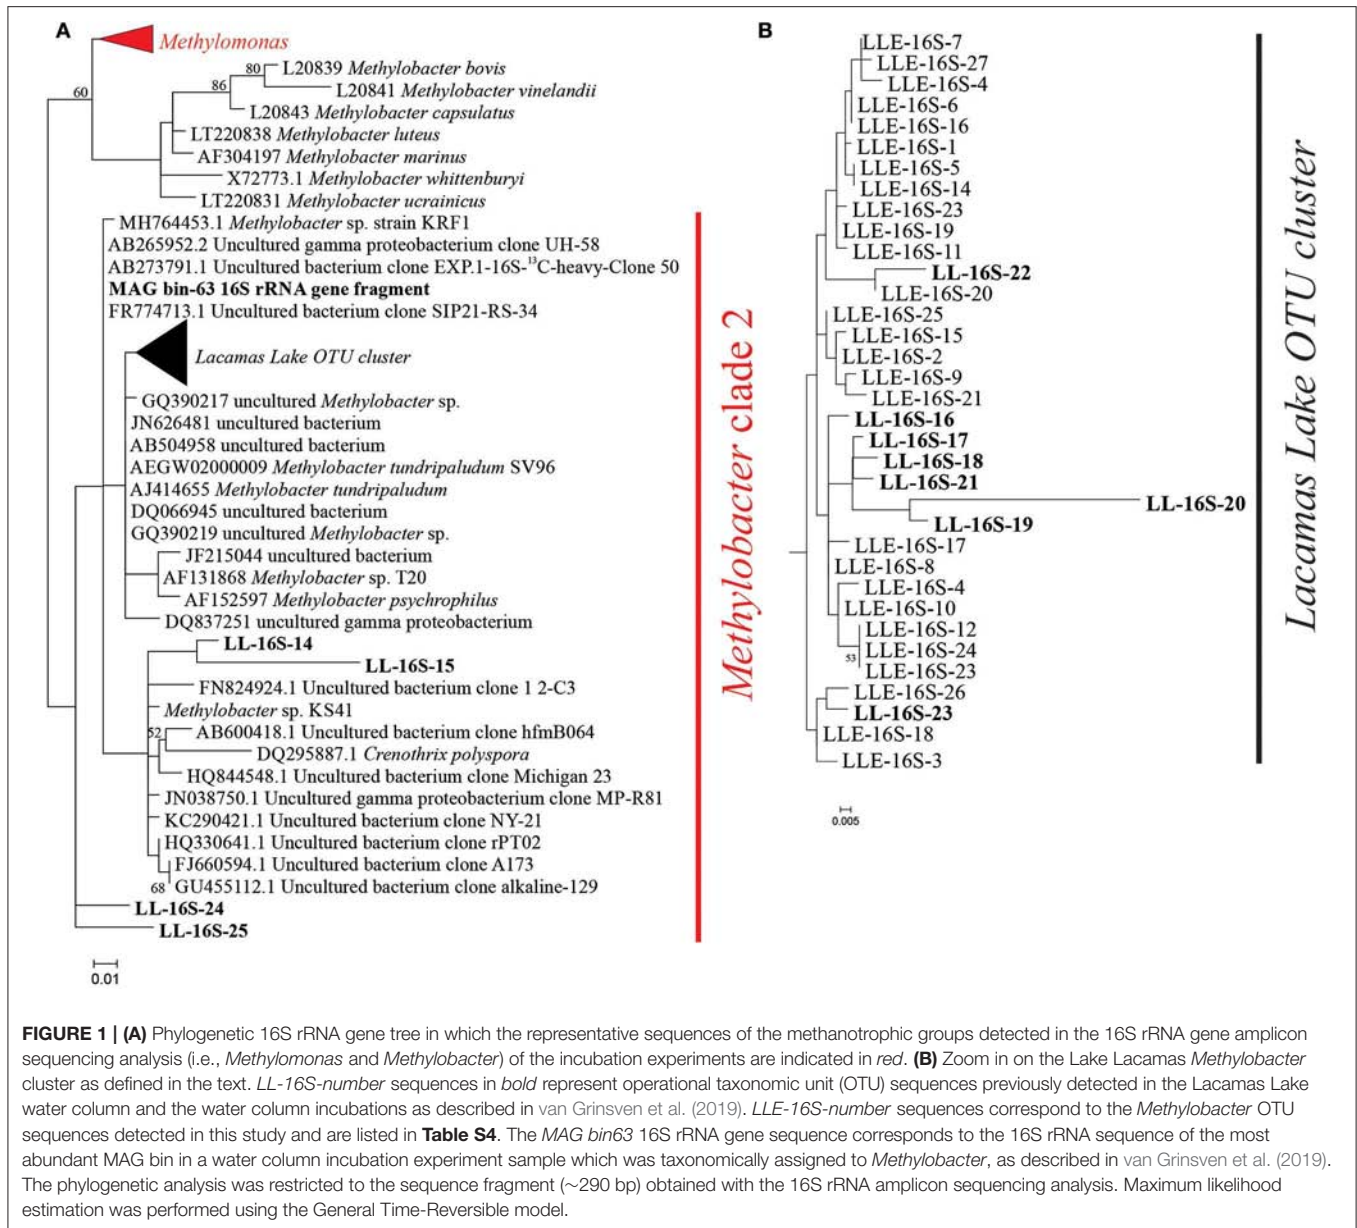 A
Methylomonas
60
80
L20839 Methylobacter bovis
86
L20841 Methylobacter vinelandii
L20843 Methylobacter capsulatus
LT220838 Methylobacter luteus
AF304197 Methylobacter marinus
X72773.1 Methylobacter whittenburyi
LT220831 Methylobacter ucrainicus
MH764453.1 Methylobacter sp. strain KRF1
AB265952.2 Uncultured gamma proteobacterium clone UH-58
AB273791.1 Uncultured bacterium clone EXP.1-16S-¹³C-heavy-Clone 50
MAG bin-63 16S rRNA gene fragment
FR774713.1 Uncultured bacterium clone SIP21-RS-34
Lacamas Lake OTU cluster
GQ390217 uncultured Methylobacter sp.
JN626481 uncultured bacterium
AB504958 uncultured bacterium
AEGW02000009 Methylobacter tundripaludum SV96
AJ414655 Methylobacter tundripaludum
DQ066945 uncultured bacterium
GQ390219 uncultured Methylobacter sp.
JF215044 uncultured bacterium
AF131868 Methylobacter sp. T20
AF152597 Methylobacter psychrophilus
DQ837251 uncultured gamma proteobacterium
LL-16S-14
LL-16S-15
FN824924.1 Uncultured bacterium clone 1 2-C3
Methylobacter sp. KS41
52
AB600418.1 Uncultured bacterium clone hfmB064
DQ295887.1 Crenothrix polyspora
HQ844548.1 Uncultured bacterium clone Michigan 23
JN038750.1 Uncultured gamma proteobacterium clone MP-R81
KC290421.1 Uncultured bacterium clone NY-21
HQ330641.1 Uncultured bacterium clone rPT02
FJ660594.1 Uncultured bacterium clone A173
68
GU455112.1 Uncultured bacterium clone alkaline-129
LL-16S-24
LL-16S-25
0.01
Methylobacter clade 2
B
LLE-16S-7
LLE-16S-27
LLE-16S-4
LLE-16S-6
LLE-16S-16
LLE-16S-1
LLE-16S-5
LLE-16S-14
LLE-16S-23
LLE-16S-19
LLE-16S-11
LL-16S-22
LLE-16S-20
LLE-16S-25
LLE-16S-15
LLE-16S-2
LLE-16S-9
LLE-16S-21
LL-16S-16
LL-16S-17
LL-16S-18
LL-16S-21
LL-16S-20
LL-16S-19
LLE-16S-17
LLE-16S-8
LLE-16S-4
LLE-16S-10
LLE-16S-12
LLE-16S-24
53
LLE-16S-23
LLE-16S-26
LL-16S-23
LLE-16S-18
LLE-16S-3
0.005
Lacamas Lake OTU cluster
FIGURE 1 | (A) Phylogenetic 16S rRNA gene tree in which the representative sequences of the methanotrophic groups detected in the 16S rRNA gene amplicon
sequencing analysis (i.e., Methylomonas and Methylobacter) of the incubation experiments are indicated in red. (B) Zoom in on the Lake Lacamas Methylobacter
cluster as defined in the text. LL-16S-number sequences in bold represent operational taxonomic unit (OTU) sequences previously detected in the Lacamas Lake
water column and the water column incubations as described in van Grinsven et al. (2019). LLE-16S-number sequences correspond to the Methylobacter OTU
sequences detected in this study and are listed in Table S4. The MAG bin63 16S rRNA gene sequence corresponds to the 16S rRNA sequence of the most
abundant MAG bin in a water column incubation experiment sample which was taxonomically assigned to Methylobacter, as described in van Grinsven et al. (2019).
The phylogenetic analysis was restricted to the sequence fragment (∼290 bp) obtained with the 16S rRNA amplicon sequencing analysis. Maximum likelihood
estimation was performed using the General Time-Reversible model.